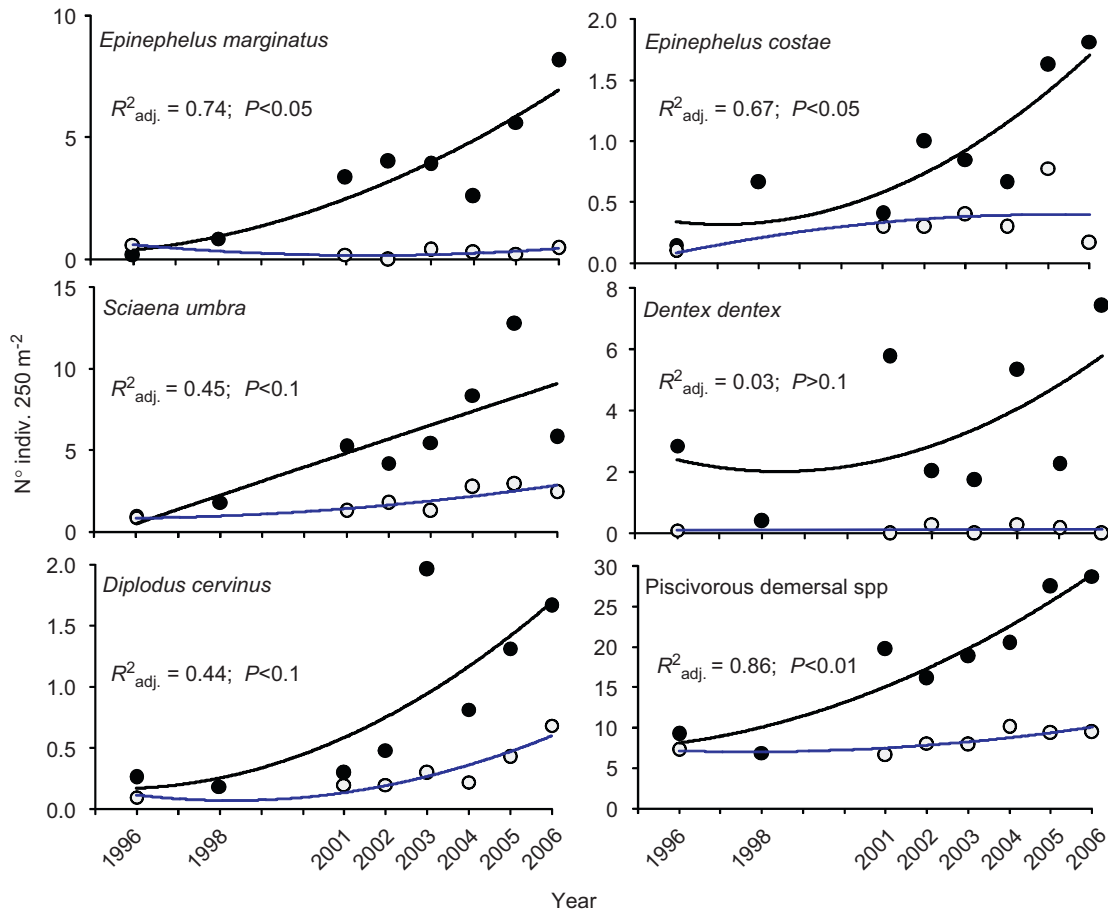 Epinephelus marginatus
R²adj. = 0.74; P<0.05
10
5
0
Epinephelus costae
R²adj. = 0.67; P<0.05
2.0
1.5
1.0
0.5
0.0
Sciaena umbra
R²adj. = 0.45; P<0.1
15
10
5
0
Dentex dentex
R²adj. = 0.03; P>0.1
8
6
4
2
0
Diplodus cervinus
R²adj. = 0.44; P<0.1
2.0
1.5
1.0
0.5
0.0
Piscivorous demersal spp
R²adj. = 0.86; P<0.01
30
25
20
15
10
5
0
N° indiv. 250 m⁻²
1996 1998 2001 2002 2003 2004 2005 2006
1996 1998 2001 2002 2003 2004 2005 2006
Year